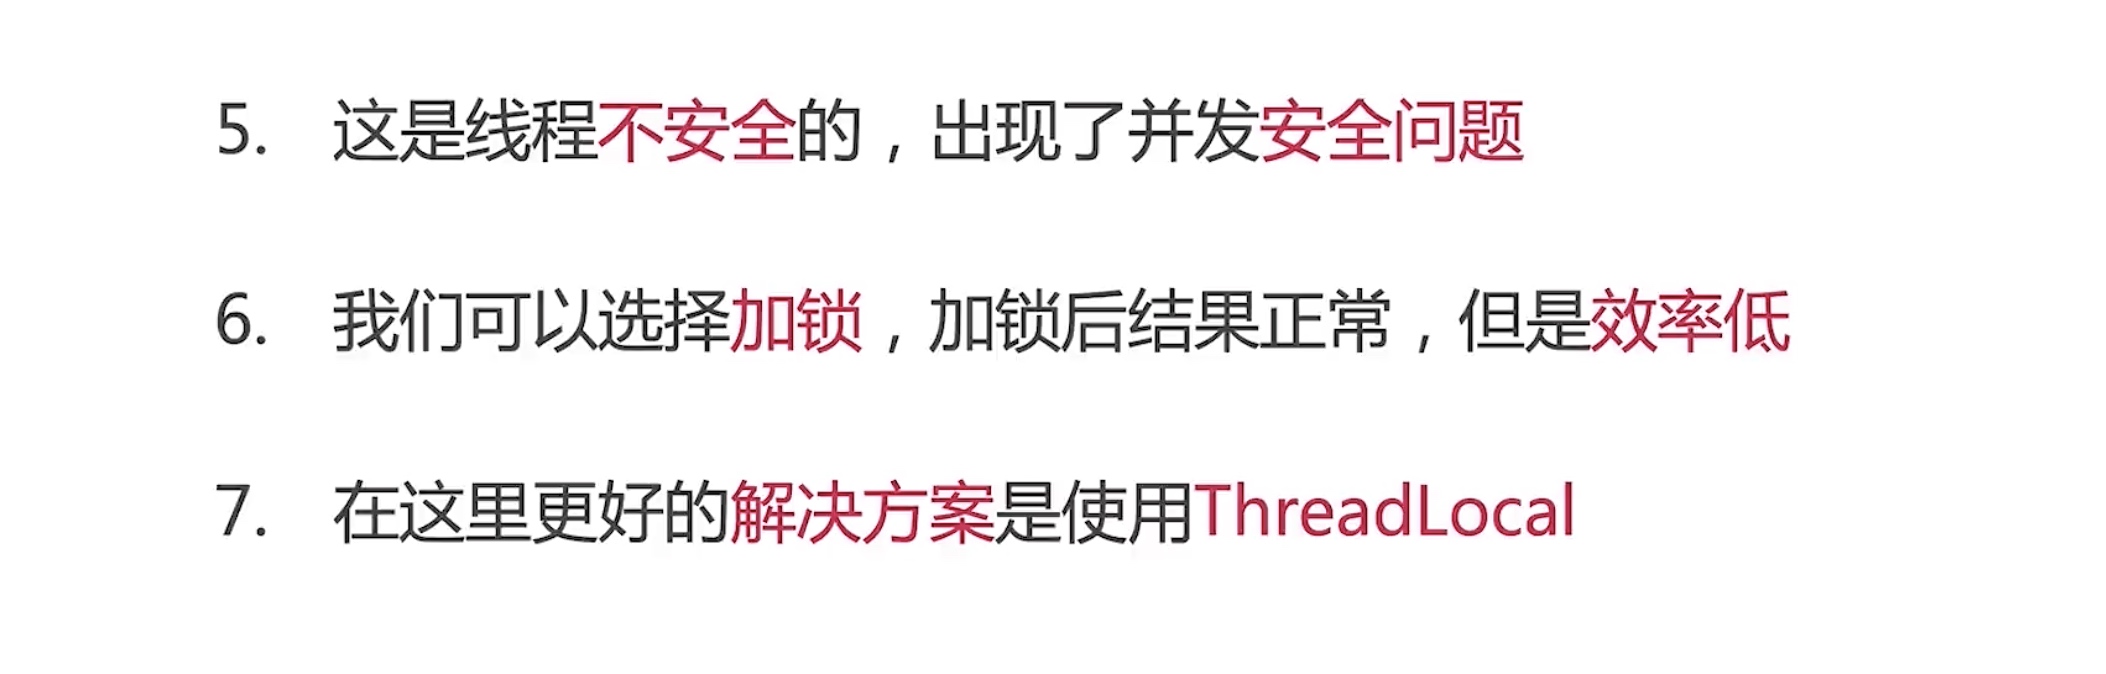 5. 这是线程不安全的，出现了并发安全问题
6. 我们可以选择加锁，加锁后结果正常，但是效率低
7. 在这里更好的解决方案是使用ThreadLocal